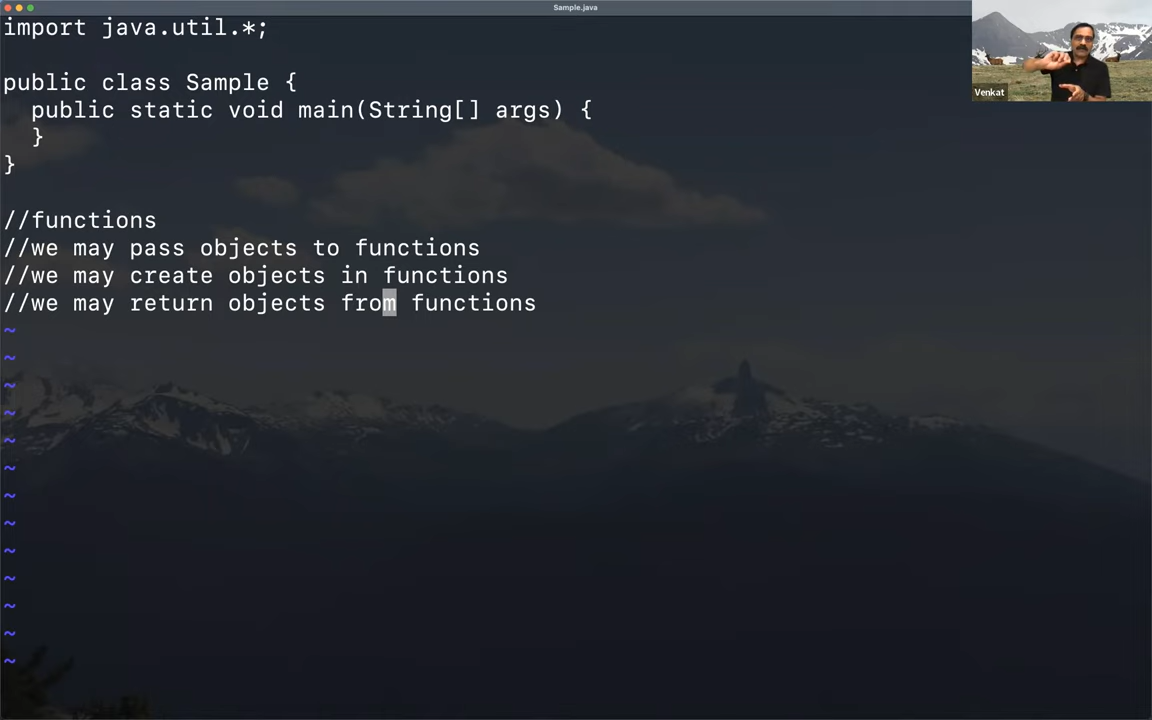 Sample.java
import java.util.*;
public class Sample {
public static void main(String[] args) {
}
}
//functions
//we may pass objects to functions
//we may create objects in functions
//we may return objects from functions
~
~
~
~
~
~
~
~
~
~
~
~
~
Venkat